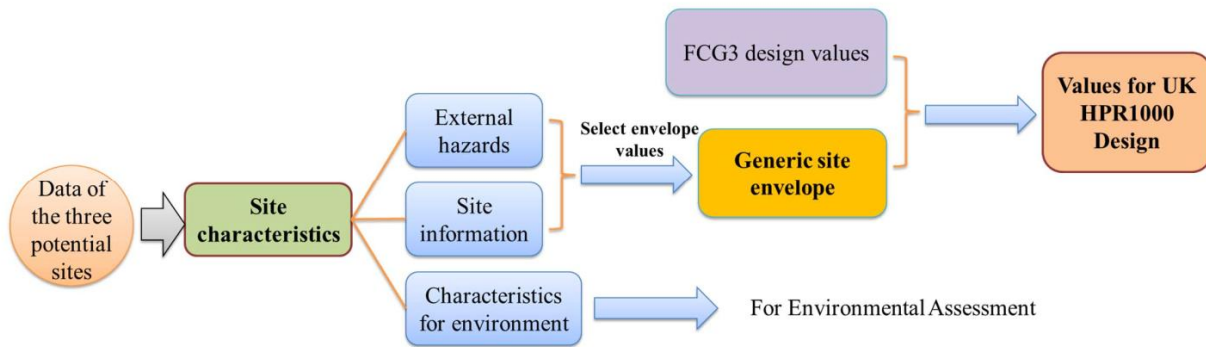 Data of
the three
potential
sites
Site
characteristics
External
hazards
Site
information
Characteristics
for environment
Select envelope
values
FCG3 design values
Generic site
envelope
Values for UK
HPR1000
Design
For Environmental Assessment